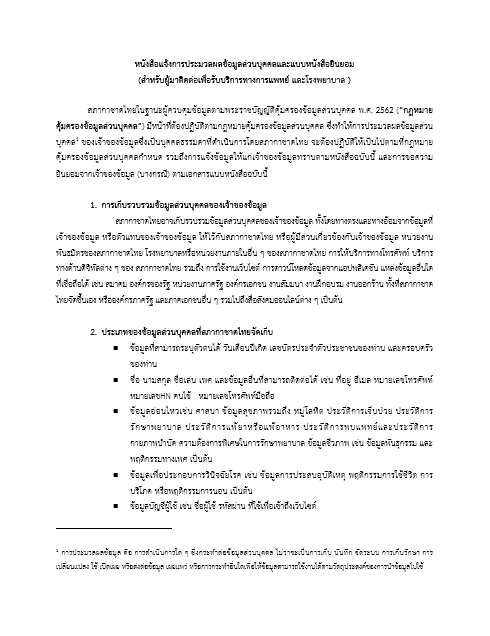 หนังสือแจ้งการประมวลผลข้อมูลส่วนบุคคลและแบบหนังสือยินยอม
(สำหรับผู้มาติดต่อเพื่อรับบริการทางการแพทย์ และโรงพยาบาล )
สภากาชาดไทยในฐานะผู้ควบคุมข้อมูลตามพระราชบัญญัติคุ้มครองข้อมูลส่วนบุคคล พ.ศ. 2562 ("กฎหมาย
คุ้มครองข้อมูลส่วนบุคคล") มีหน้าที่ต้องปฏิบัติตามกฎหมายคุ้มครองข้อมูลส่วนบุคคล ซึ่งทำให้การประมวลผลข้อมูลส่วน
บุคคล¹ ของเจ้าของข้อมูลซึ่งเป็นบุคคลธรรมดาที่ดำเนินการโดยสภากาชาดไทย จะต้องปฏิบัติให้เป็นไปตามที่กฎหมาย
คุ้มครองข้อมูลส่วนบุคคลกำหนด รวมถึงการแจ้งข้อมูลให้แก่เจ้าของข้อมูลทราบตามหนังสือฉบับนี้ และการขอความ
ยินยอมจากเจ้าของข้อมูล (บางกรณี) ตามเอกสารแนบหนังสือฉบับนี้
1. การเก็บรวบรวมข้อมูลส่วนบุคคลของเจ้าของข้อมูล
สภากาชาดไทยอาจเก็บรวบรวมข้อมูลส่วนบุคคลของเจ้าของข้อมูล ทั้งโดยทางตรงและทางอ้อมจากข้อมูลที่
เจ้าของข้อมูล หรือตัวแทนของเจ้าของข้อมูล ให้ไว้กับสภากาชาดไทย หรือผู้มีส่วนเกี่ยวข้องกับเจ้าของข้อมูล หน่วยงาน
พันธมิตรของสภากาชาดไทย โรงพยาบาลหรือหน่วยงานภายในอื่น ๆ ของสภากาชาดไทย การให้บริการทางโทรศัพท์ บริการ
ทางด้านดิจิทัลต่าง ๆ ของ สภากาชาดไทย รวมถึง การใช้งานเว็บไซต์ การดาวน์โหลดข้อมูลจากแอปพลิเคชัน แหล่งข้อมูลอื่นใด
ที่เชื่อถือได้ เช่น สมาคม องค์กรของรัฐ หน่วยงานภาครัฐ องค์กรเอกชน งานสัมมนา งานฝึกอบรม งานออกร้าน ทั้งที่สภากาชาด
ไทยจัดขึ้นเอง หรือองค์กรภาครัฐ และภาคเอกชนอื่น ๆ รวมไปถึงสื่อสังคมออนไลน์ต่าง ๆ เป็นต้น
2. ประเภทของข้อมูลส่วนบุคคลที่สภากาชาดไทยจัดเก็บ
■ ข้อมูลที่สามารถระบุตัวตนได้ วันเดือนปีเกิด เลขบัตรประจำตัวประชาชนของท่าน และครอบครัว
ของท่าน
■ ชื่อ นามสกุล ชื่อเล่น เพศ และข้อมูลอื่นที่สามารถติดต่อได้ เช่น ที่อยู่ อีเมล หมายเลขโทรศัพท์
หมายเลขHN คนไข้ หมายเลขโทรศัพท์มือถือ
■ ข้อมูลอ่อนไหวเช่น ศาสนา ข้อมูลสุขภาพรวมถึง หมู่โลหิต ประวัติการเจ็บป่วย ประวัติการ
รักษาพยาบาล ประวัติการแพ้ยาหรือแพ้อาหาร ประวัติการพบแพทย์และประวัติการ
กายภาพบำบัด ความต้องการพิเศษในการรักษาพยาบาล ข้อมูลชีวภาพ เช่น ข้อมูลพันธุกรรม และ
พฤติกรรมทางเพศ เป็นต้น
■ ข้อมูลเพื่อประกอบการวินิจฉัยโรค เช่น ข้อมูลการประสบอุบัติเหตุ พฤติกรรมการใช้ชีวิต การ
บริโภค หรือพฤติกรรมการนอน เป็นต้น
■ ข้อมูลบัญชีผู้ใช้ เช่น ชื่อผู้ใช้ รหัสผ่าน ที่ใช้เพื่อเข้าถึงเว็บไซต์
¹ การประมวลผลข้อมูล คือ การดำเนินการใด ๆ ซึ่งกระทำต่อข้อมูลส่วนบุคคล ไม่ว่าจะเป็นการเก็บ บันทึก จัดระบบ การเก็บรักษา การ
เปลี่ยนแปลง ใช้ เปิดเผย หรือส่งต่อข้อมูล เผยแพร่ หรือการกระทำอื่นใดเพื่อให้ข้อมูลสามารถใช้งานได้ตามวัตถุประสงค์ของการนำข้อมูลไปใช้